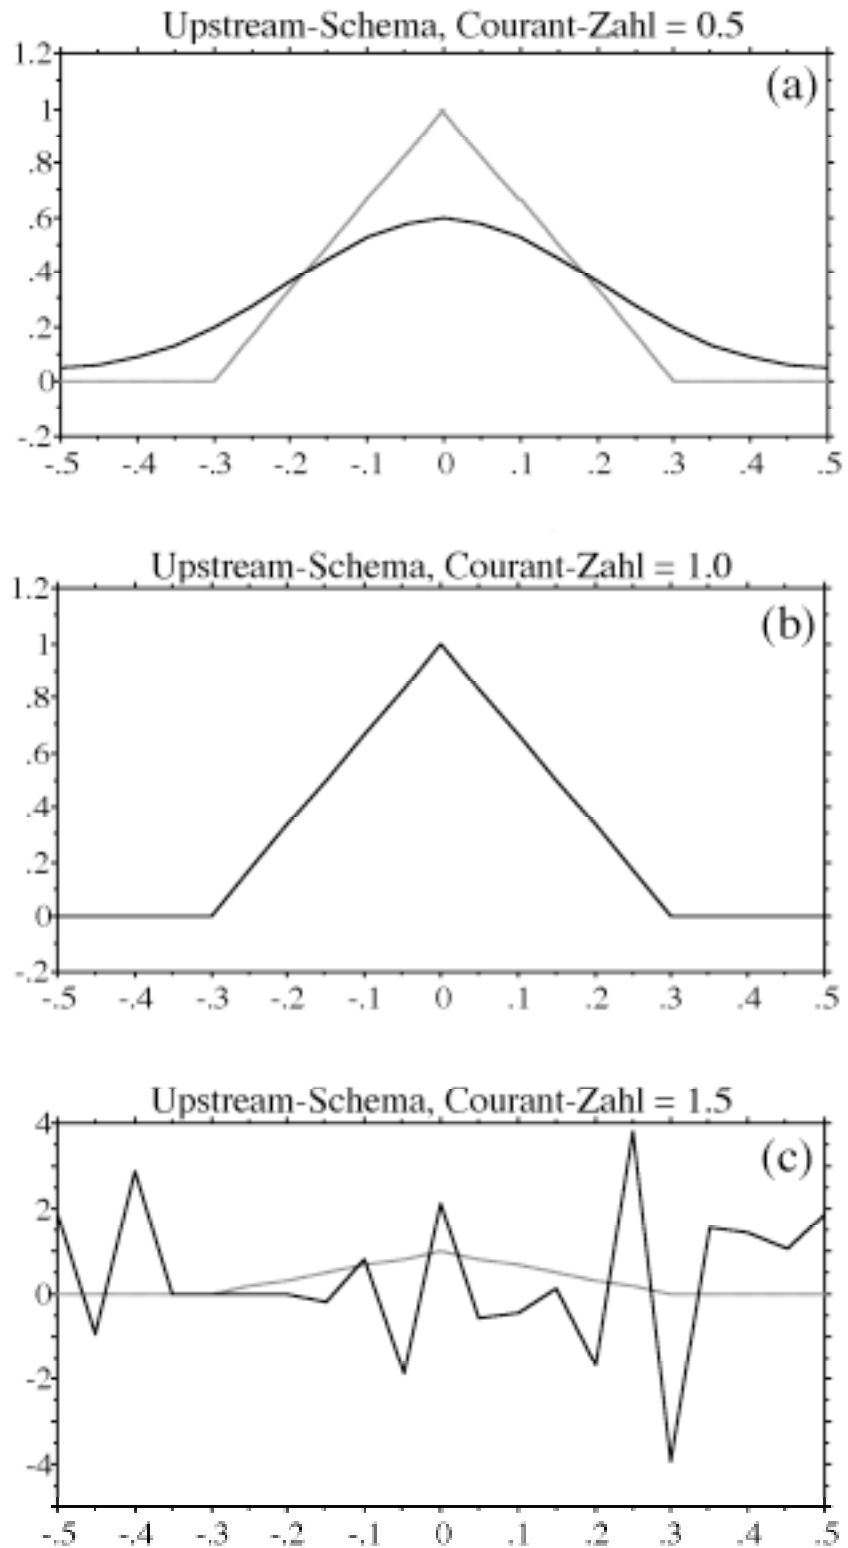 Upstream-Schema, Courant-Zahl = 0.5
(a)
1.2
1
.8
.6
.4
.2
0
-.2
-.5 -.4 -.3 -.2 -.1 0 .1 .2 .3 .4 .5
Upstream-Schema, Courant-Zahl = 1.0
(b)
1.2
1
.8
.6
.4
.2
0
-.2
-.5 -.4 -.3 -.2 -.1 0 .1 .2 .3 .4 .5
Upstream-Schema, Courant-Zahl = 1.5
(c)
4
2
0
-2
-4
-.5 -.4 -.3 -.2 -.1 0 .1 .2 .3 .4 .5